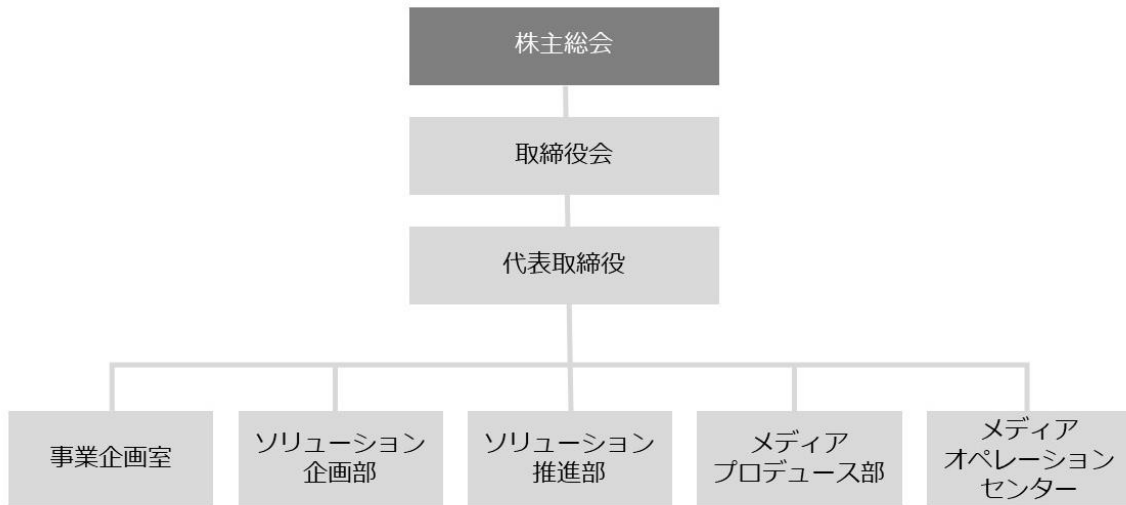 株主総会
取締役会
代表取締役
事業企画室
ソリューション
企画部
ソリューション
推進部
メディア
プロデュース部
メディア
オペレーション
センター